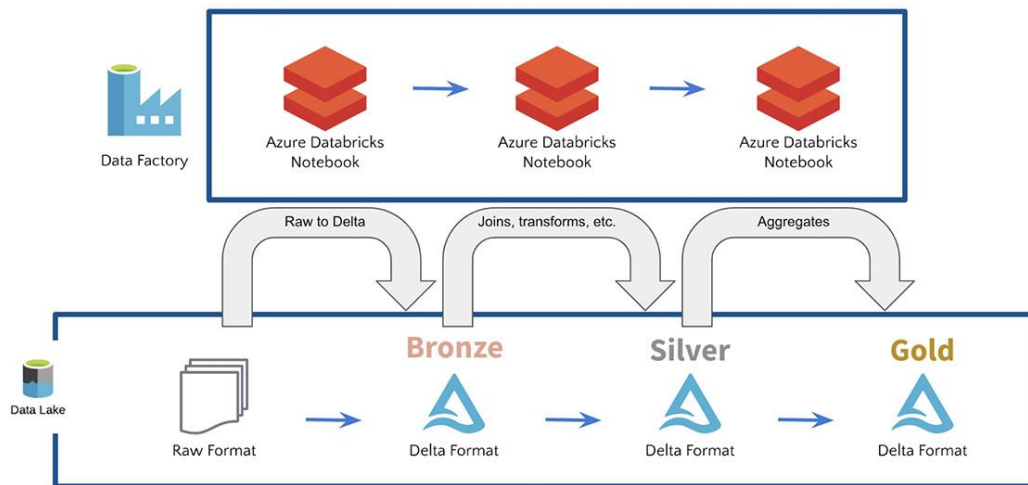 Data Factory
Azure Databricks
Notebook
Azure Databricks
Notebook
Azure Databricks
Notebook
Raw to Delta
Joins, transforms, etc.
Aggregates
Data Lake
Bronze
Silver
Gold
Raw Format
Delta Format
Delta Format
Delta Format